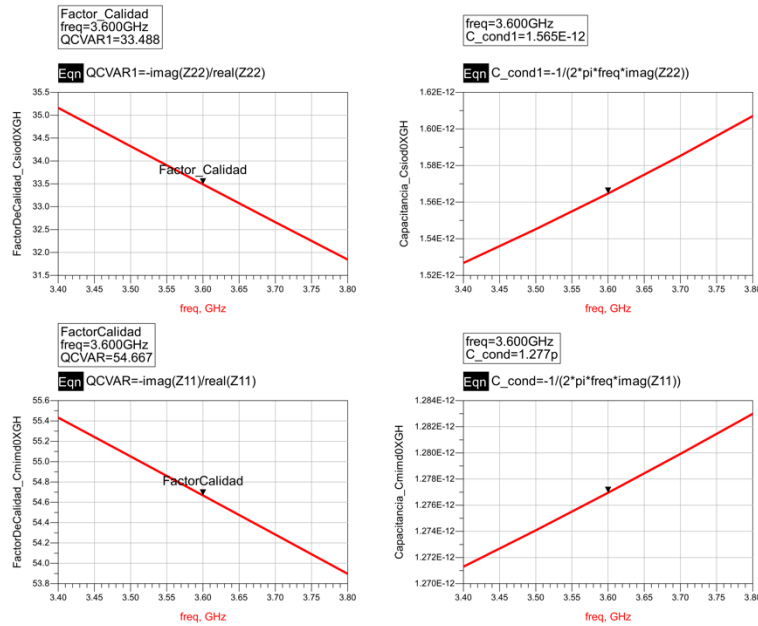 Factor_Calidad
freq=3.600GHz
QCVAR1=33.488
Eqn QCVAR1=-imag(Z22)/real(Z22)
FactorDeCalidad_Csiod0XGH
35.5
35.0
34.5
34.0
33.5
33.0
32.5
32.0
31.5
Factor_Calidad
3.40 3.45 3.50 3.55 3.60 3.65 3.70 3.75 3.80
freq, GHz
freq=3.600GHz
C_cond1=1.565E-12
Eqn C_cond1=-1/(2*pi*freq*imag(Z22))
Capacitancia_Csiod0XGH
1.62E-12
1.60E-12
1.58E-12
1.56E-12
1.54E-12
1.52E-12
3.40 3.45 3.50 3.55 3.60 3.65 3.70 3.75 3.80
freq, GHz
FactorCalidad
freq=3.600GHz
QCVAR=54.667
Eqn QCVAR=-imag(Z11)/real(Z11)
FactorDeCalidad_Cmimd0XGH
55.6
55.4
55.2
55.0
54.8
54.6
54.4
54.2
54.0
53.8
FactorCalidad
3.40 3.45 3.50 3.55 3.60 3.65 3.70 3.75 3.80
freq, GHz
freq=3.600GHz
C_cond=1.277p
Eqn C_cond=-1/(2*pi*freq*imag(Z11))
Capacitancia_Cmimd0XGH
1.284E-12
1.282E-12
1.280E-12
1.278E-12
1.276E-12
1.274E-12
1.272E-12
1.270E-12
3.40 3.45 3.50 3.55 3.60 3.65 3.70 3.75 3.80
freq, GHz